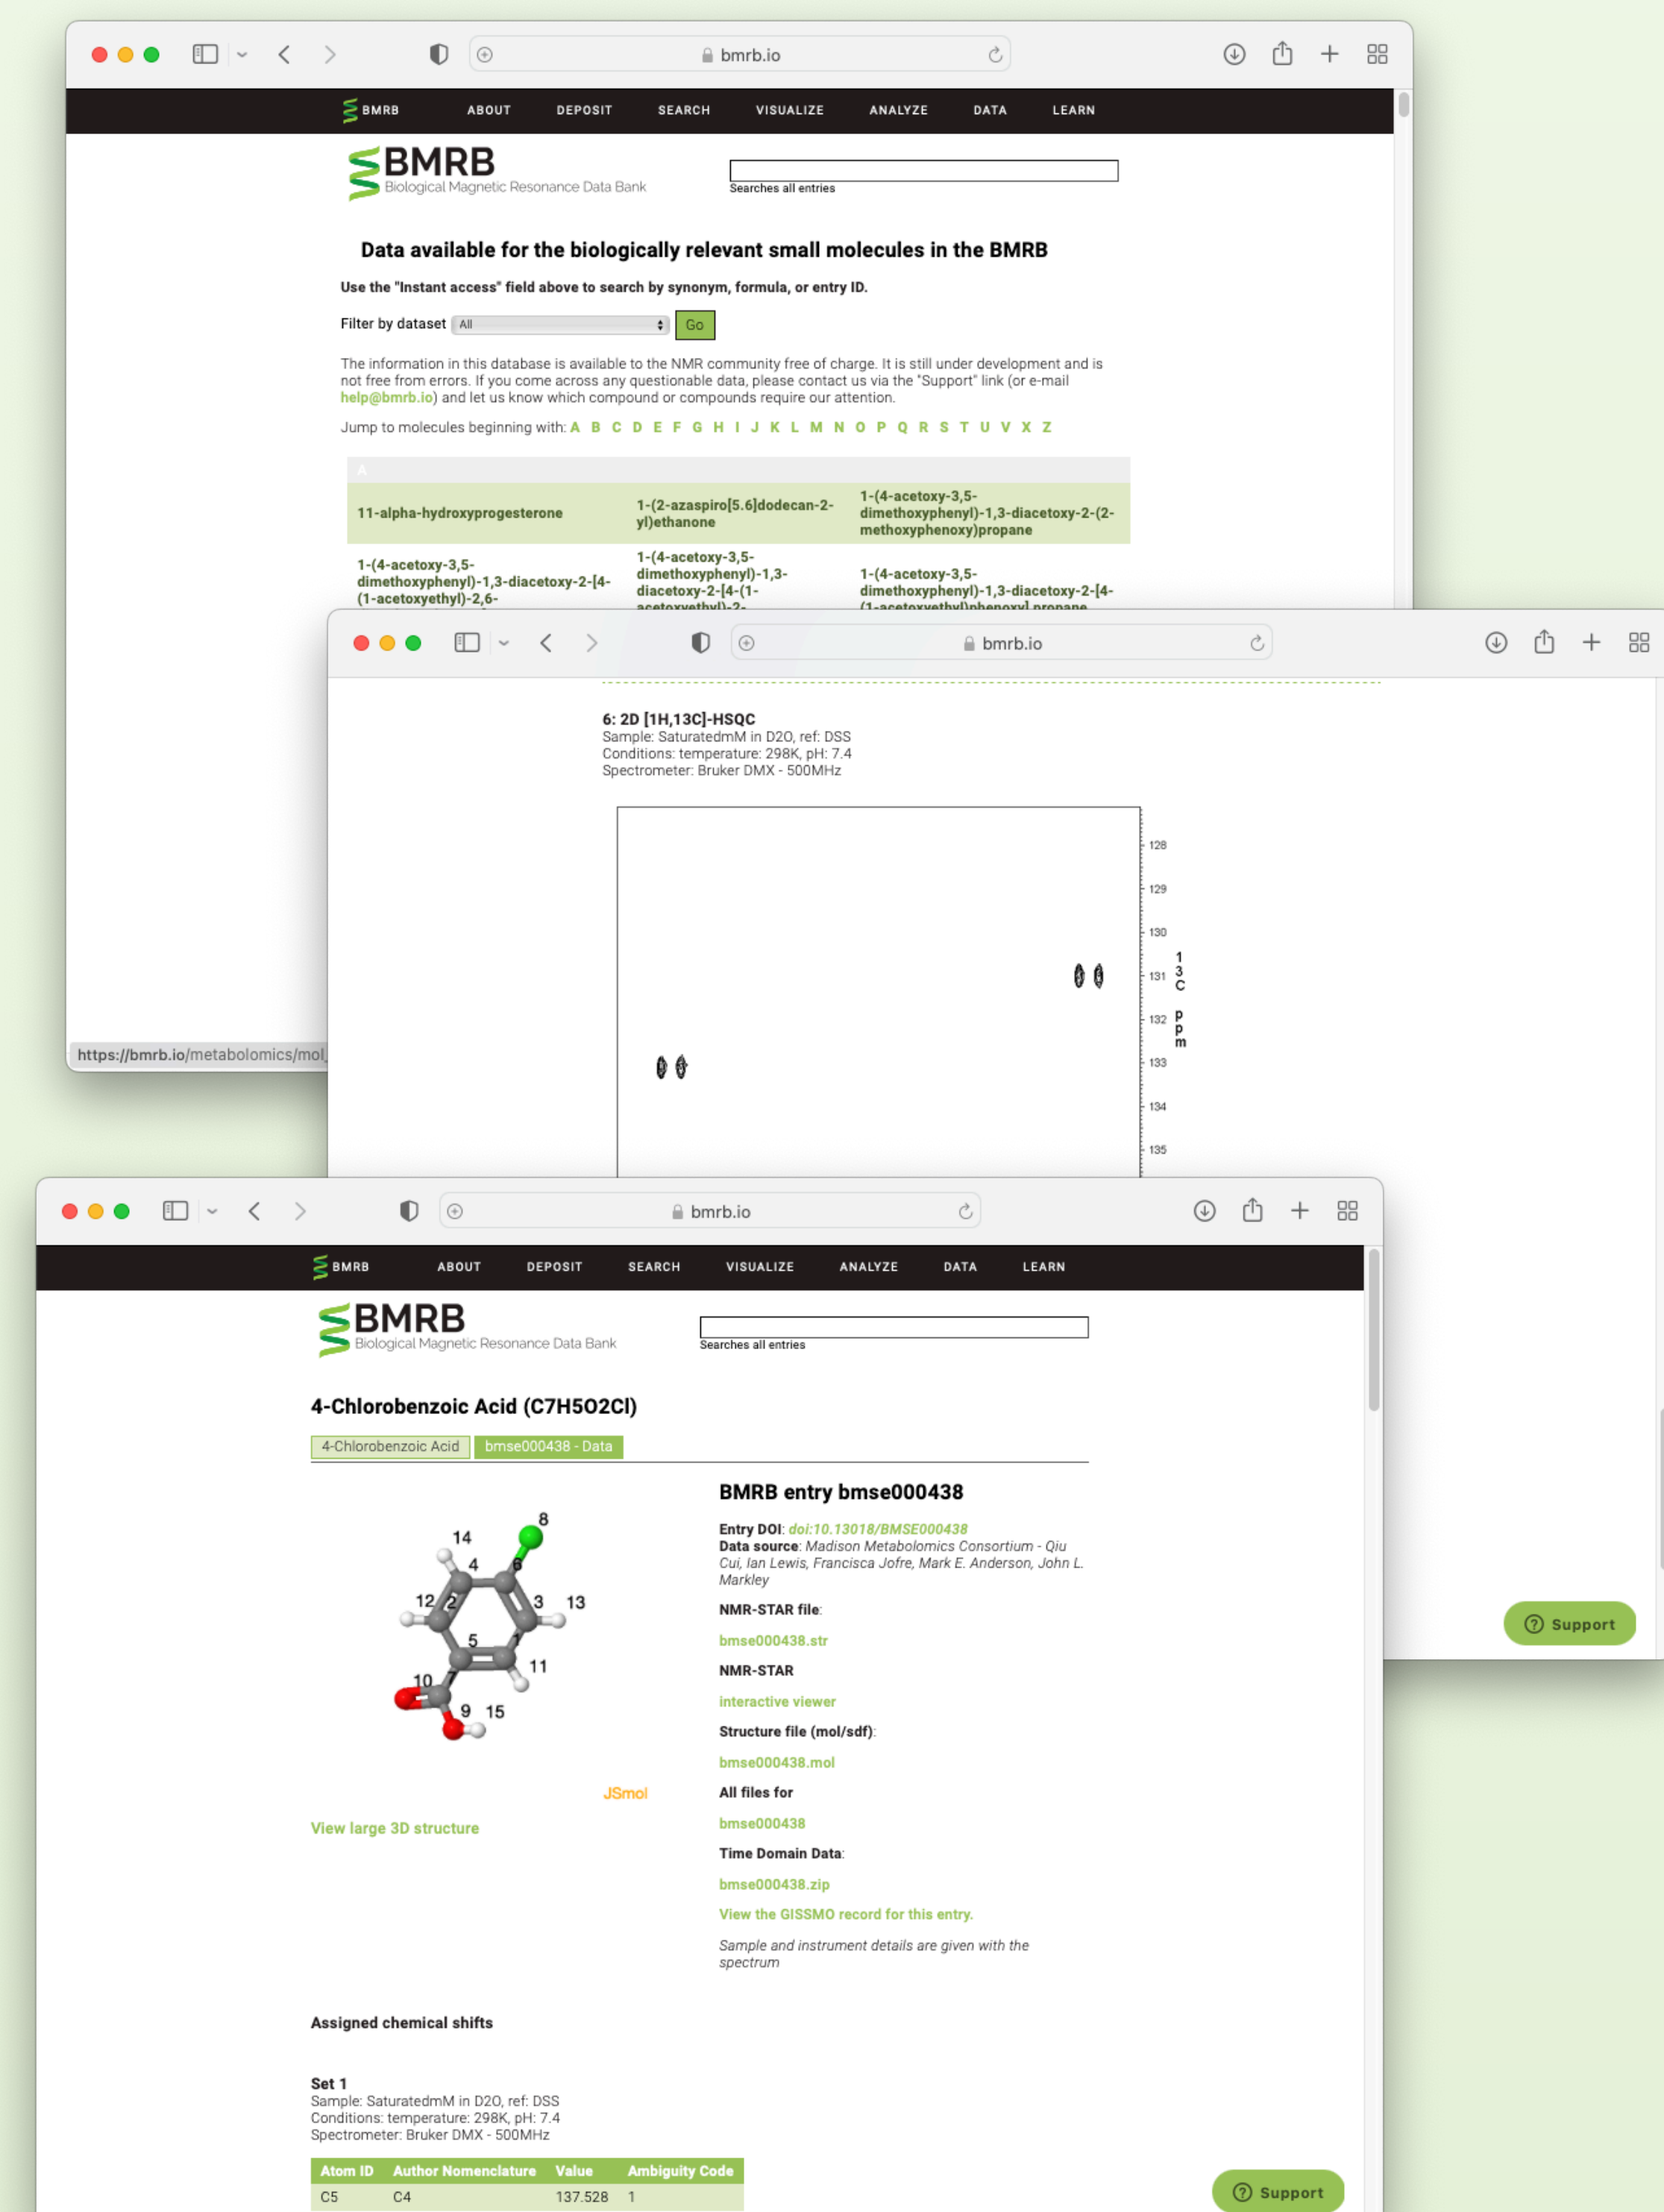 bmrb.io
BMRB ABOUT DEPOSIT SEARCH VISUALIZE ANALYZE DATA LEARN
BMRB
Biological Magnetic Resonance Data Bank
Searches all entries
Data available for the biologically relevant small molecules in the BMRB
Use the "Instant access" field above to search by synonym, formula, or entry ID.
Filter by dataset All Go
The information in this database is available to the NMR community free of charge. It is still under development and is
not free from errors. If you come across any questionable data, please contact us via the "Support" link (or e-mail
help@bmrb.io) and let us know which compound or compounds require our attention.
Jump to molecules beginning with: A B C D E F G H I J K L M N O P Q R S T U V X Z
A
11-alpha-hydroxyprogesterone
1-(2-azaspiro[5.6]dodecan-2-
yl)ethanone
1-(4-acetoxy-3,5-
dimethoxyphenyl)-1,3-diacetoxy-2-(2-
methoxyphenoxy)propane
1-(4-acetoxy-3,5-
dimethoxyphenyl)-1,3-diacetoxy-2-[4-
(1-acetoxyethyl)-2,6-
1-(4-acetoxy-3,5-
dimethoxyphenyl)-1,3-
diacetoxy-2-[4-(1-
acetoxyethyl)-2-
1-(4-acetoxy-3,5-
dimethoxyphenyl)-1,3-diacetoxy-2-[4-
(1-acetoxyethyl)phenoxy] propane
https://bmrb.io/metabolomics/mol_
bmrb.io
6: 2D [1H,13C]-HSQC
Sample: SaturatedmM in D2O, ref: DSS
Conditions: temperature: 298K, pH: 7.4
Spectrometer: Bruker DMX - 500MHz
128
129
130
131
132
133
134
135
13C ppm
Support
bmrb.io
BMRB ABOUT DEPOSIT SEARCH VISUALIZE ANALYZE DATA LEARN
BMRB
Biological Magnetic Resonance Data Bank
Searches all entries
4-Chlorobenzoic Acid (C7H5O2Cl)
4-Chlorobenzoic Acid bmse000438 - Data
8
14
4 6
12 2 3 13
5 1
11
10 7
9 15
JSmol
View large 3D structure
BMRB entry bmse000438
Entry DOI: doi:10.13018/BMSE000438
Data source: Madison Metabolomics Consortium - Qiu
Cui, Ian Lewis, Francisca Jofre, Mark E. Anderson, John L.
Markley
NMR-STAR file:
bmse000438.str
NMR-STAR
interactive viewer
Structure file (mol/sdf):
bmse000438.mol
All files for
bmse000438
Time Domain Data:
bmse000438.zip
View the GISSMO record for this entry.
Sample and instrument details are given with the
spectrum
Assigned chemical shifts
Set 1
Sample: SaturatedmM in D2O, ref: DSS
Conditions: temperature: 298K, pH: 7.4
Spectrometer: Bruker DMX - 500MHz
Atom ID Author Nomenclature Value Ambiguity Code
C5 C4 137.528 1
Support